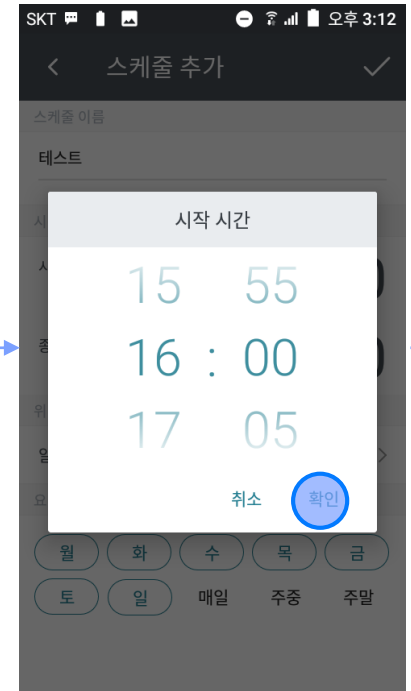 SKT 오후 3:12
스케줄 추가
스케줄 이름
테스트
시작 시간
15 55
16 : 00
17 05
취소 확인
월 화 수 목 금
토 일 매일 주중 주말